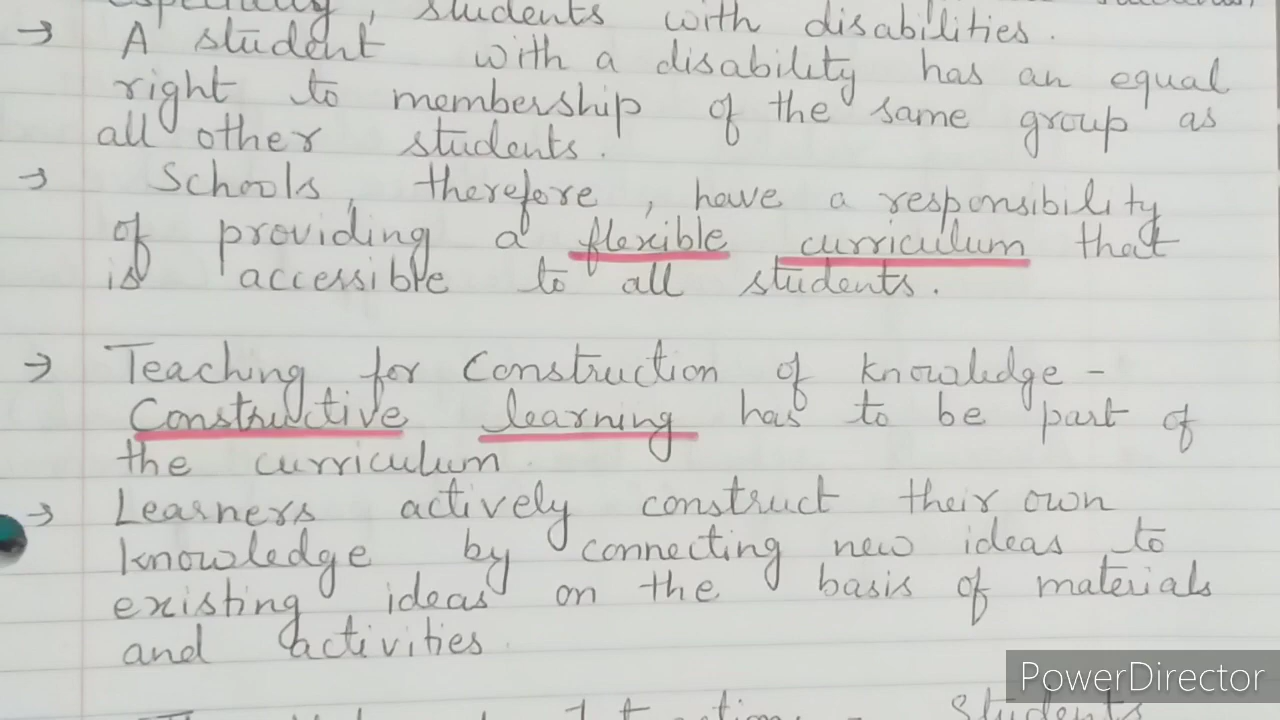 especially, students with disabilities.
→ A student with a disability has an equal
right to membership of the same group as
all other students.
→ Schools, therefore, have a responsibility
of providing a flexible curriculum that
is accessible to all students.
→ Teaching for Construction of knowledge -
Constructive learning has to be part of
the curriculum.
→ Learners actively construct their own
knowledge by connecting new ideas to
existing ideas on the basis of materials
and activities.
students
PowerDirector